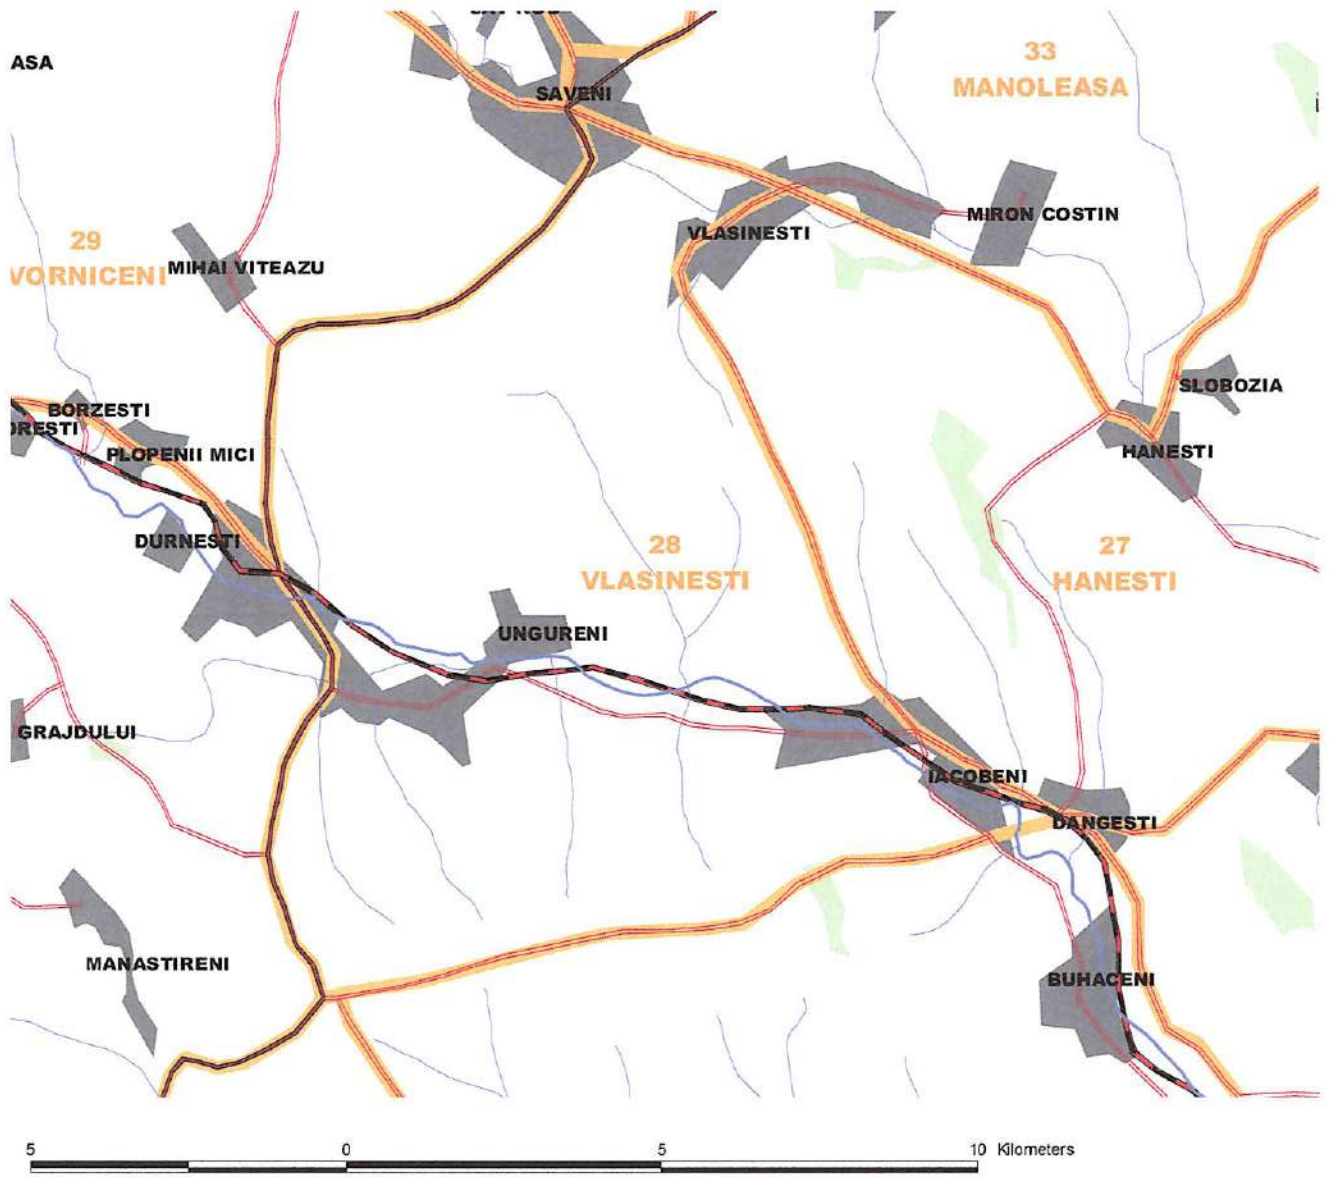 ASA
33
MANOLEASA
SAVENI
MIRON COSTIN
VLASINESTI
29
VORNICENI
MIHAI VITEAZU
SLOBOZIA
BORZESTI
ORESTI
PLOPENII MICI
HANESTI
DURNESTI
28
VLASINESTI
27
HANESTI
UNGURENI
GRAJDULUI
IACOBENI
DANGESTI
MANASTIRENI
BUHACENI
5 0 5 10 Kilometers